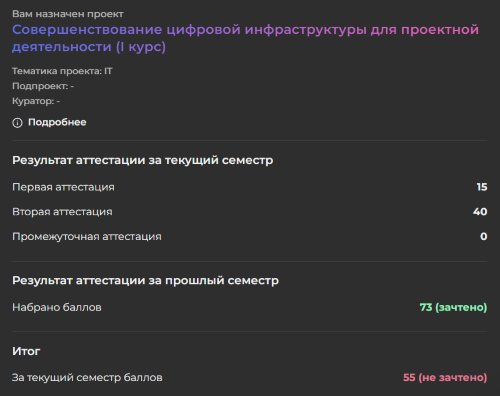 Вам назначен проект
Совершенствование цифровой инфраструктуры для проектной
деятельности (I курс)
Тематика проекта: IT
Подпроект: -
Куратор: -
Подробнее
Результат аттестации за текущий семестр
Первая аттестация 15
Вторая аттестация 40
Промежуточная аттестация 0
Результат аттестации за прошлый семестр
Набрано баллов 73 (зачтено)
Итог
За текущий семестр баллов 55 (не зачтено)